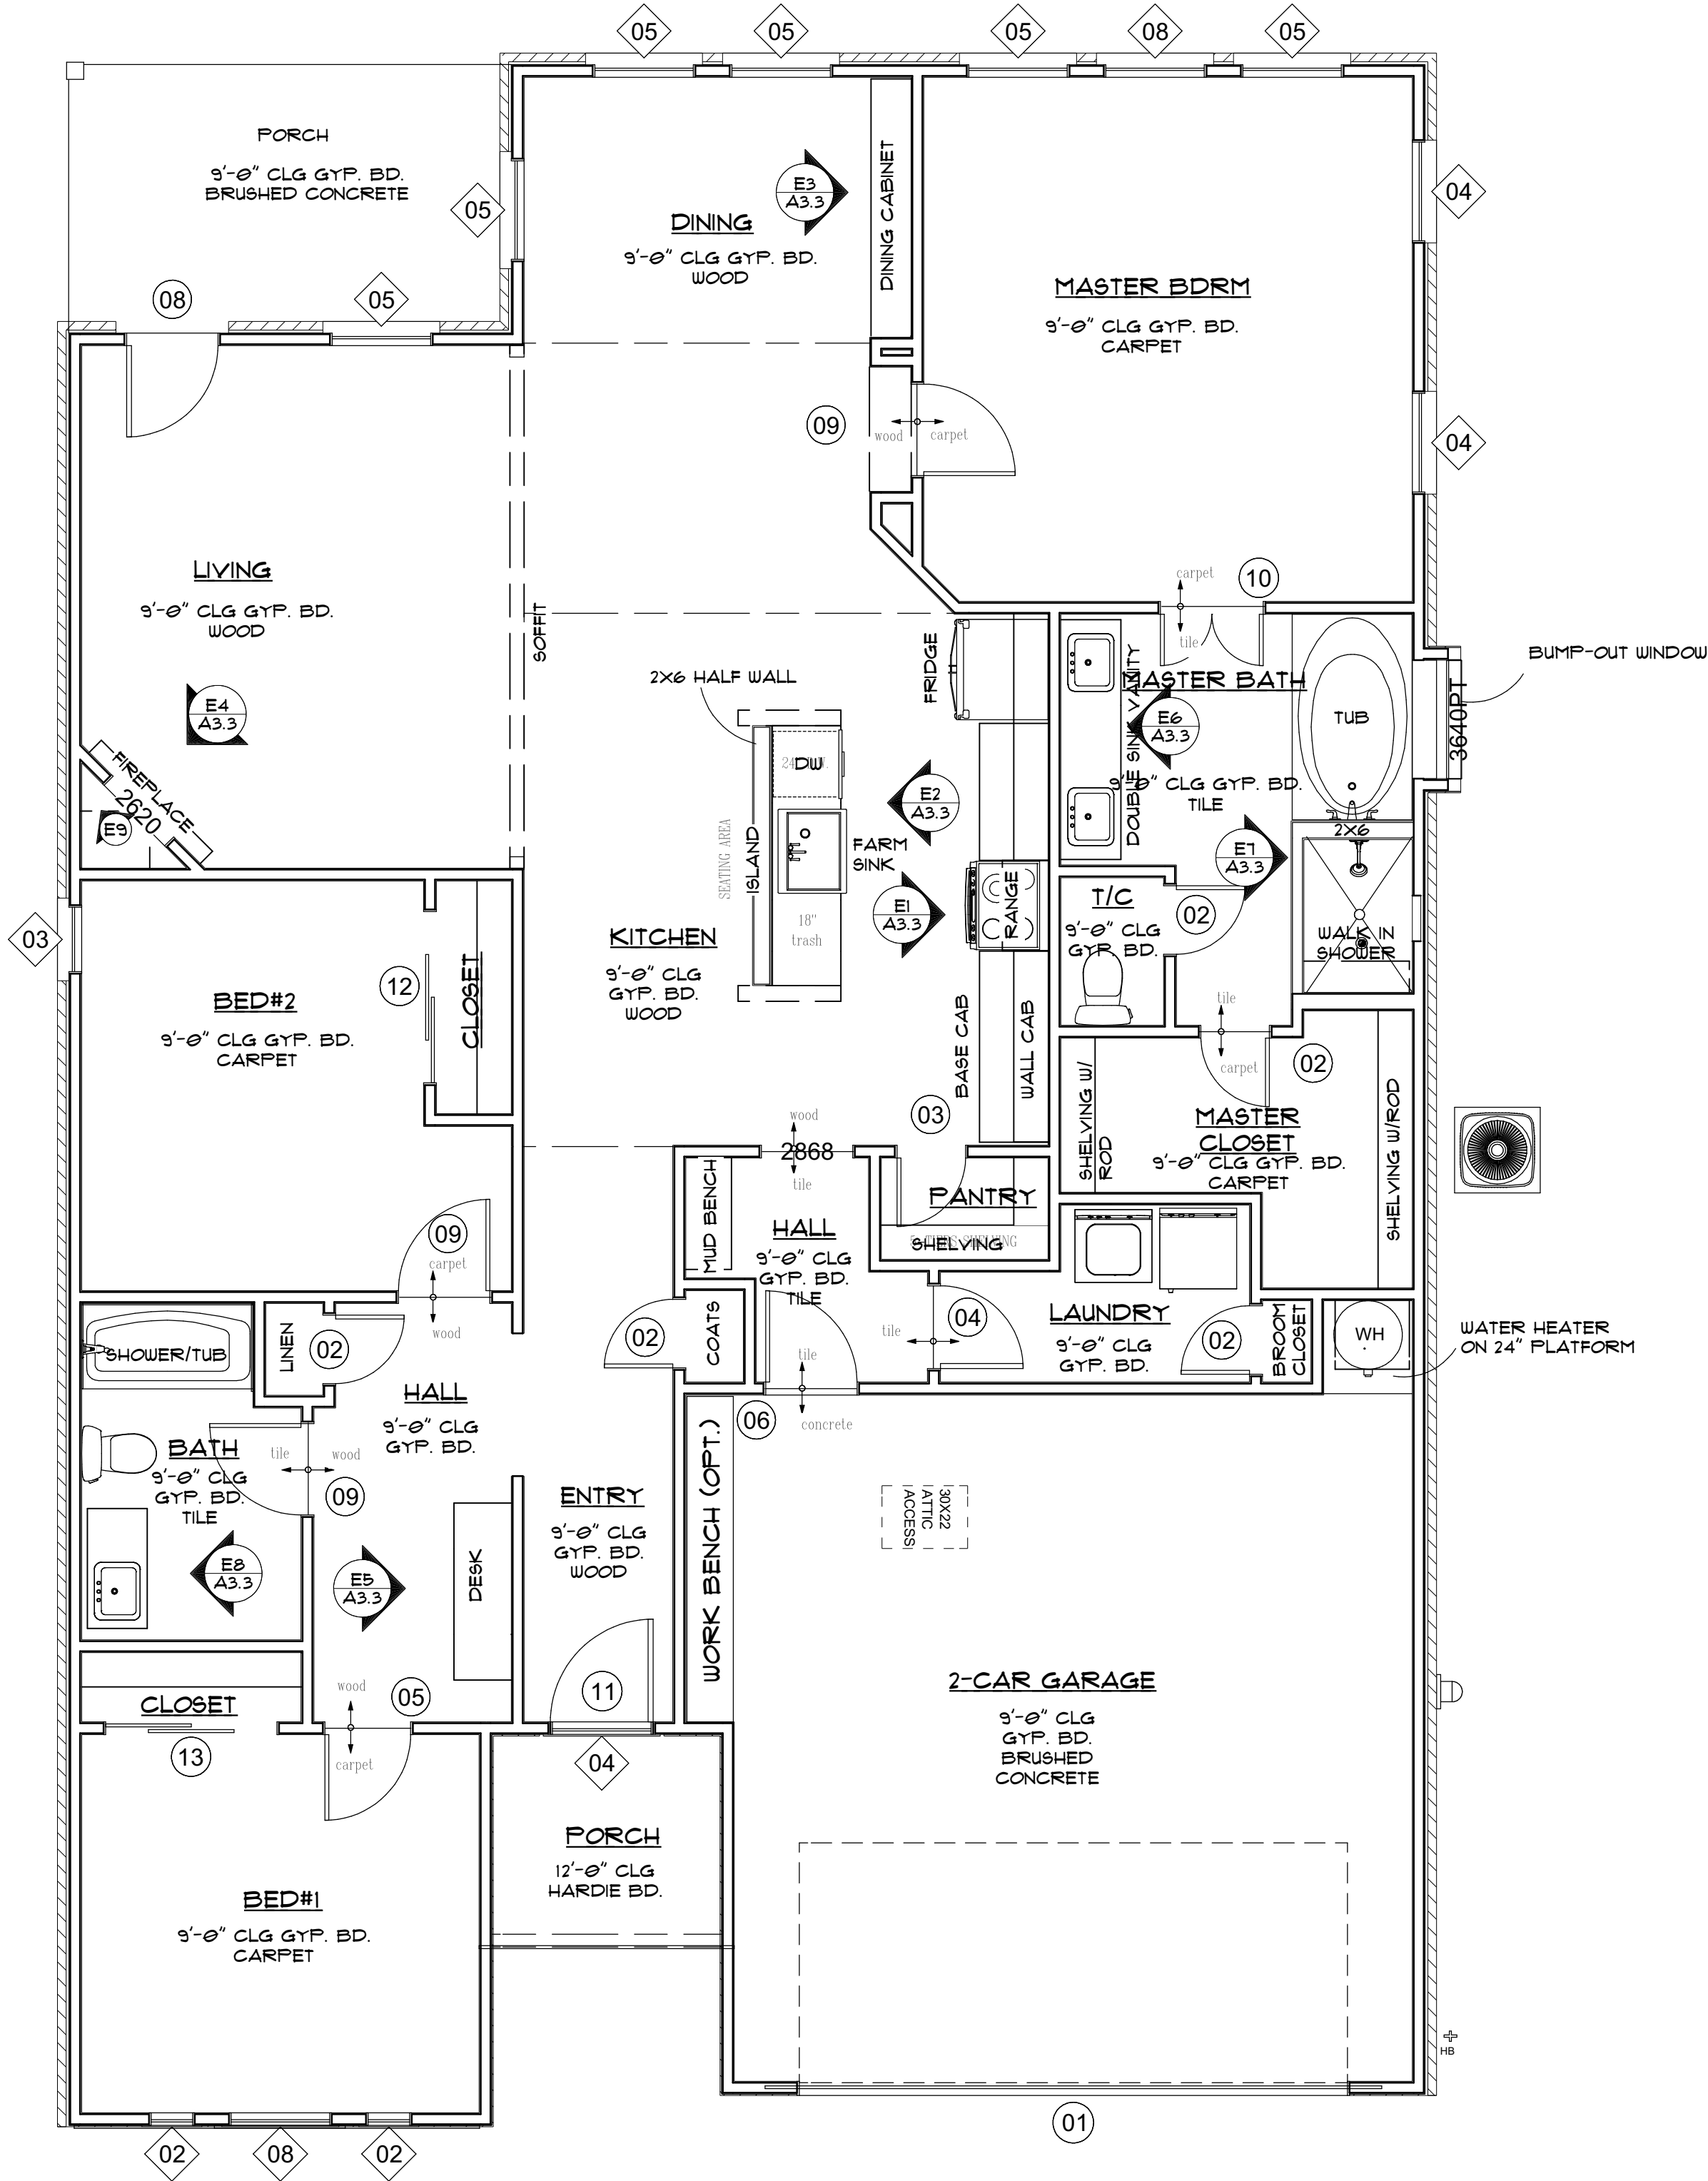 05
05
05
08
05
PORCH
9'-0" CLG GYP. BD.
BRUSHED CONCRETE
05
08
05
DINING
9'-0" CLG GYP. BD.
WOOD
E3
A3.3
DINING CABINET
MASTER BDRM
9'-0" CLG GYP. BD.
CARPET
04
04
09
wood
carpet
LIVING
9'-0" CLG GYP. BD.
WOOD
E4
A3.3
FIREPLACE
2620
E9
SOFFIT
2X6 HALF WALL
24" D.W.
DW
SEATING AREA
ISLAND
FARM
SINK
18"
trash
FRIDGE
E2
A3.3
E1
A3.3
RANGE
KITCHEN
9'-0" CLG
GYP. BD.
WOOD
BASE CAB
WALL CAB
carpet
10
tile
MASTER BATH
DOUBLE SINK VANITY
E6
A3.3
9'-0" CLG GYP. BD.
TILE
TUB
3640PT
BUMP-OUT WINDOW
2X6
E7
A3.3
T/C
9'-0" CLG
GYP. BD.
02
WALK IN
SHOWER
tile
carpet
02
SHELVING W/
ROD
MASTER
CLOSET
9'-0" CLG GYP. BD.
CARPET
SHELVING W/ROD
03
12
CLOSET
BED#2
9'-0" CLG GYP. BD.
CARPET
09
carpet
wood
03
wood
2868
tile
MUD BENCH
HALL
9'-0" CLG
GYP. BD.
TILE
PANTRY
SHELVING
02
COATS
tile
04
LAUNDRY
9'-0" CLG
GYP. BD.
02
BROOM
CLOSET
WH
WATER HEATER
ON 24" PLATFORM
tile
06
concrete
SHOWER/TUB
LINEN
02
HALL
9'-0" CLG
GYP. BD.
BATH
9'-0" CLG
GYP. BD.
TILE
tile
wood
09
E8
A3.3
E5
A3.3
DESK
ENTRY
9'-0" CLG
GYP. BD.
WOOD
WORK BENCH (OPT.)
30X22
ATTIC
ACCESS
2-CAR GARAGE
9'-0" CLG
GYP. BD.
BRUSHED
CONCRETE
CLOSET
13
wood
05
carpet
11
04
PORCH
12'-0" CLG
HARDIE BD.
BED#1
9'-0" CLG GYP. BD.
CARPET
HB
01
02
08
02